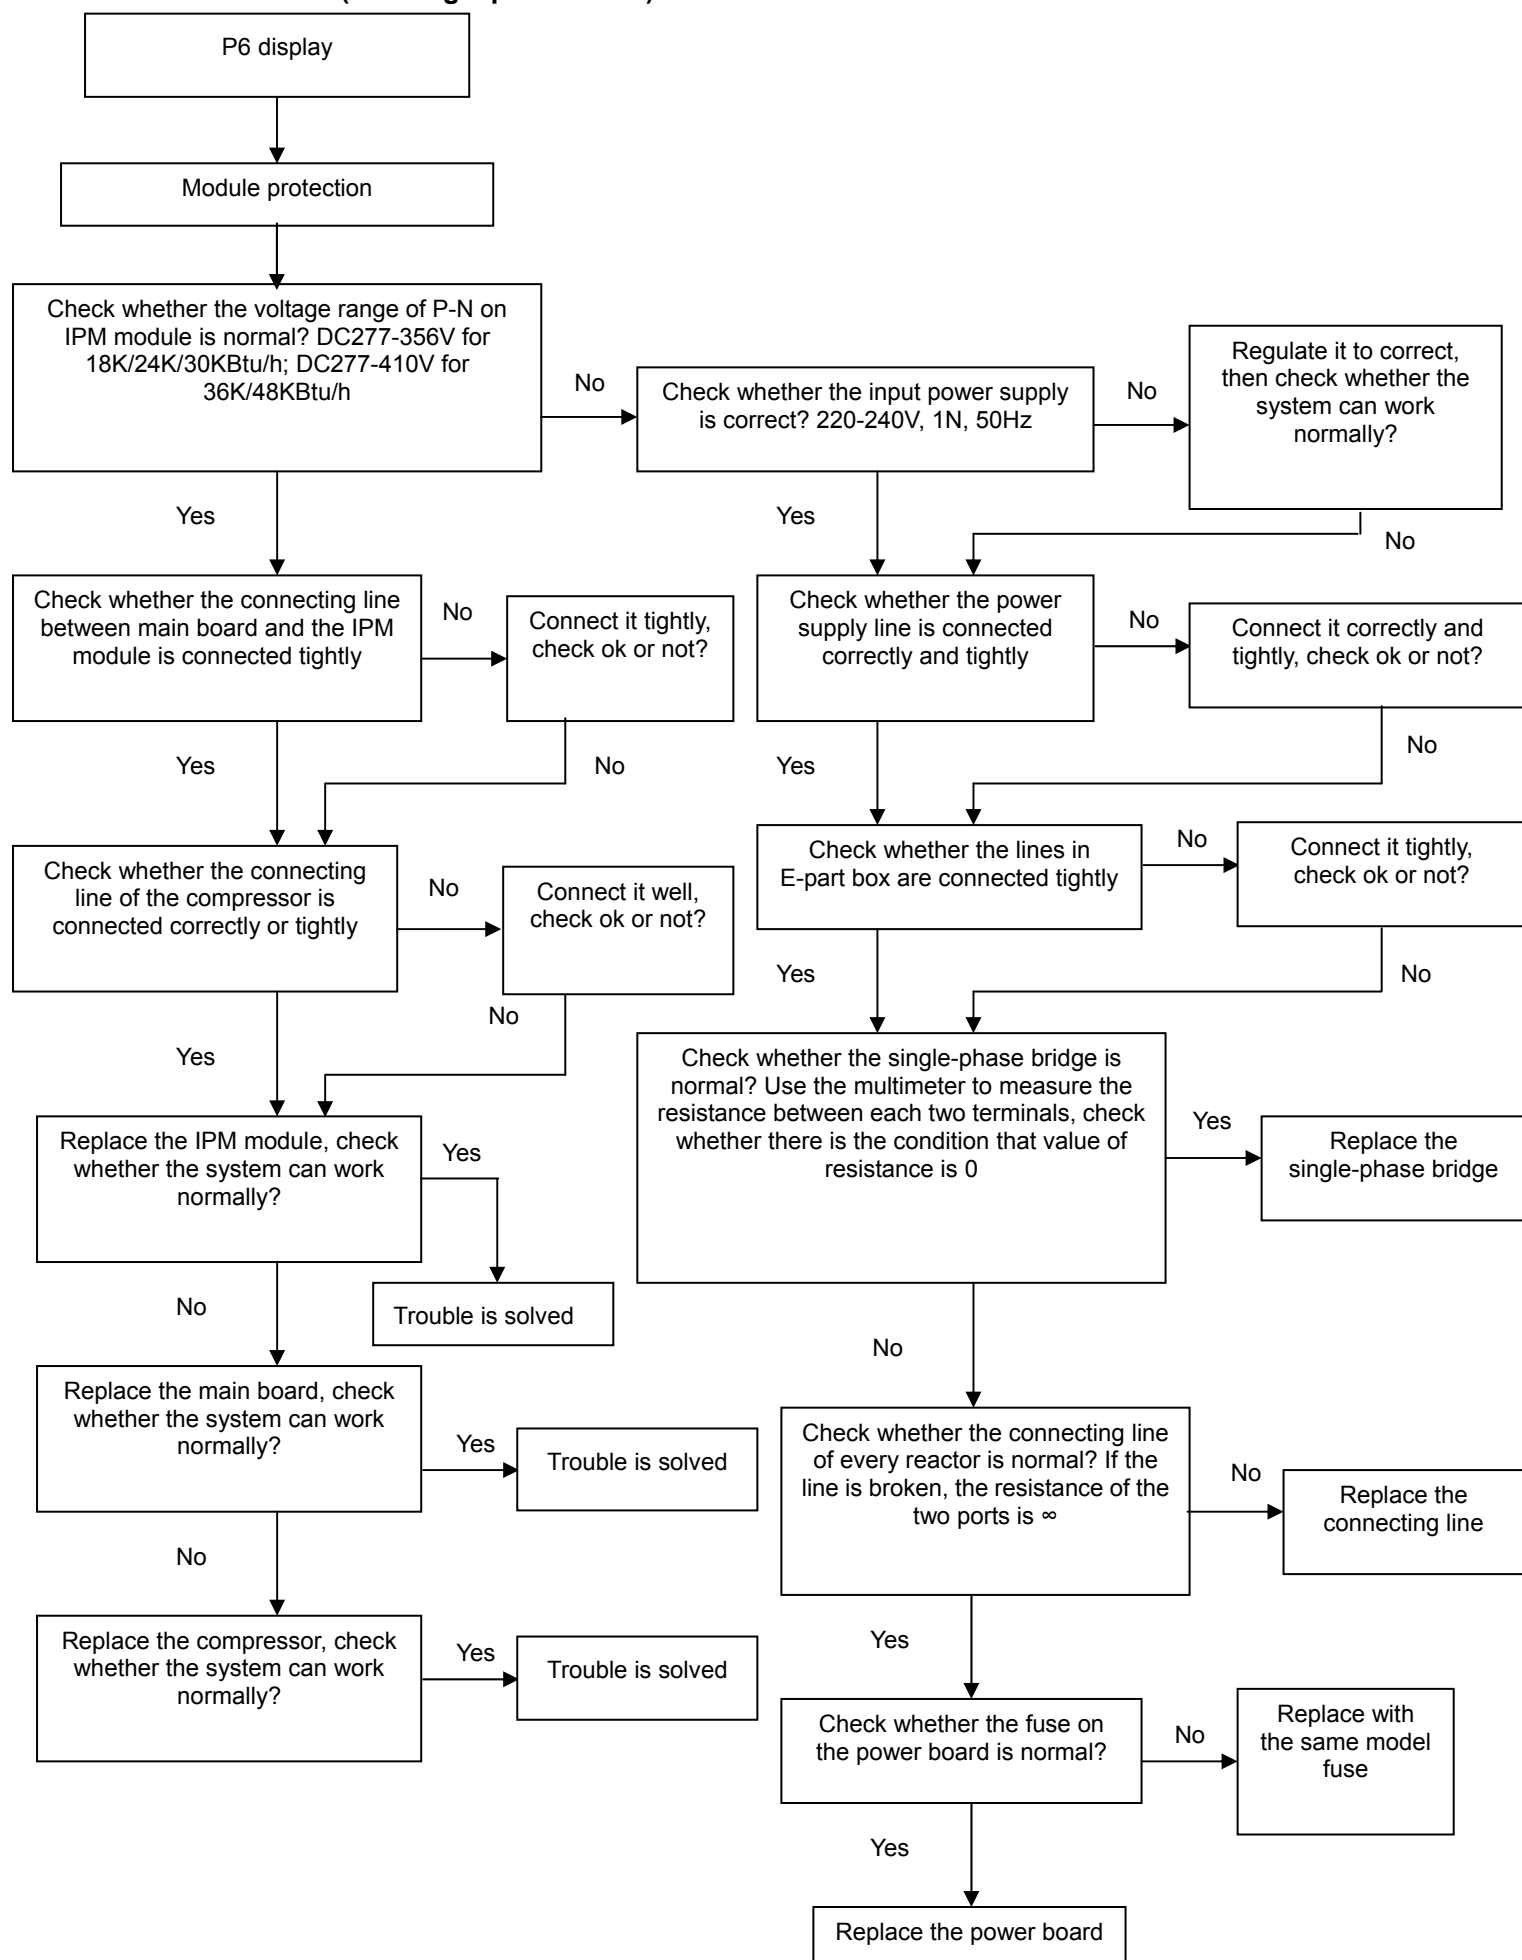 P6 display
Module protection
Check whether the voltage range of P-N on
IPM module is normal? DC277-356V for
18K/24K/30KBtu/h; DC277-410V for
36K/48KBtu/h
No
Check whether the input power supply
is correct? 220-240V, 1N, 50Hz
No
Regulate it to correct,
then check whether the
system can work
normally?
Yes
Yes
No
Check whether the connecting line
between main board and the IPM
module is connected tightly
No
Connect it tightly,
check ok or not?
Check whether the power
supply line is connected
correctly and tightly
No
Connect it correctly and
tightly, check ok or not?
Yes
No
Yes
No
Check whether the connecting
line of the compressor is
connected correctly or tightly
No
Connect it well,
check ok or not?
Check whether the lines in
E-part box are connected tightly
No
Connect it tightly,
check ok or not?
Yes
No
Yes
No
Replace the IPM module, check
whether the system can work
normally?
Yes
Trouble is solved
Check whether the single-phase bridge is
normal? Use the multimeter to measure the
resistance between each two terminals, check
whether there is the condition that value of
resistance is 0
Yes
Replace the
single-phase bridge
No
No
Replace the main board, check
whether the system can work
normally?
Yes
Trouble is solved
Check whether the connecting line
of every reactor is normal? If the
line is broken, the resistance of the
two ports is ∞
No
Replace the
connecting line
No
Yes
Replace the compressor, check
whether the system can work
normally?
Yes
Trouble is solved
Check whether the fuse on
the power board is normal?
No
Replace with
the same model
fuse
Yes
Replace the power board